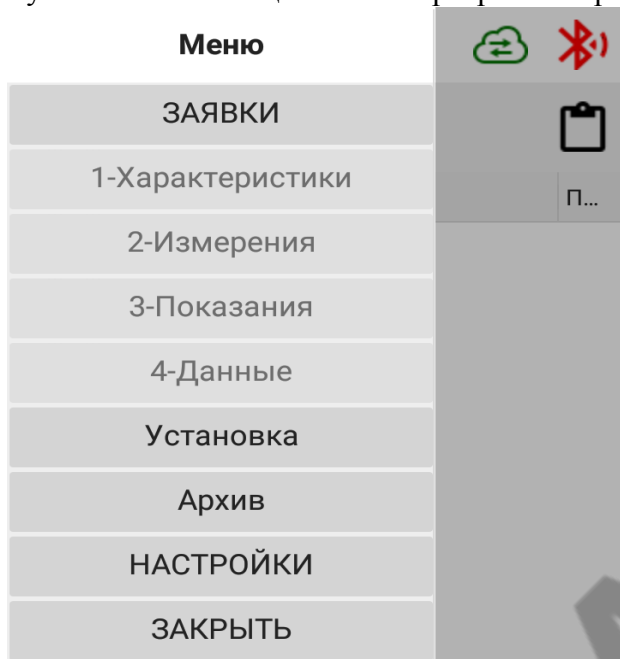 Меню
ЗАЯВКИ
1-Характеристики
П...
2-Измерения
3-Показания
4-Данные
Установка
Архив
НАСТРОЙКИ
ЗАКРЫТЬ